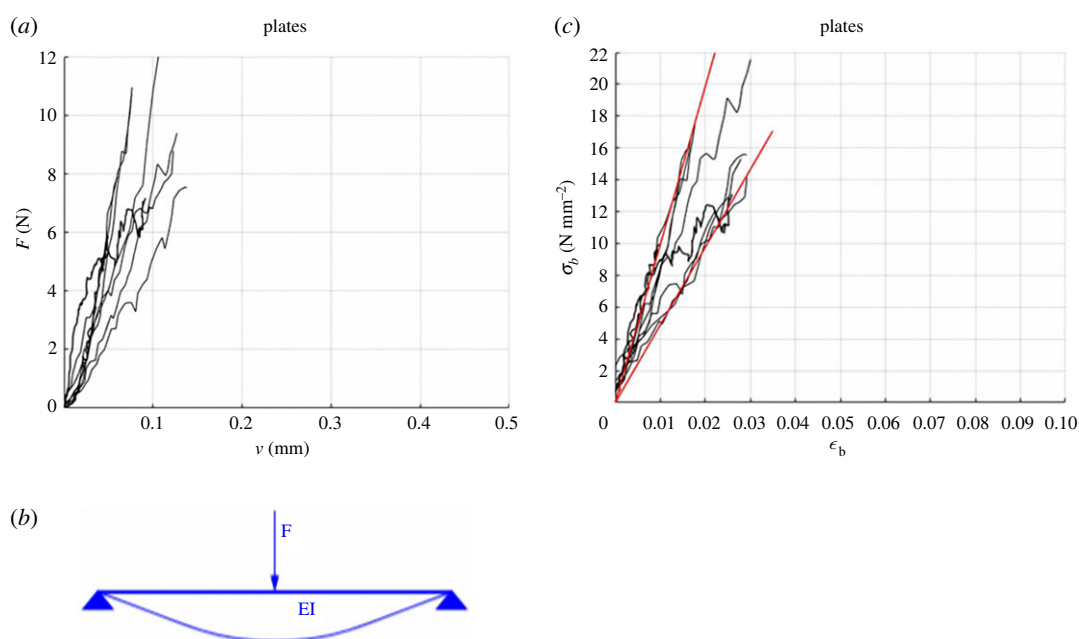 (a)
plates
12
10
8
6
4
2
0
F (N)
0.1 0.2 0.3 0.4 0.5
v (mm)
(c)
plates
22
20
18
16
14
12
10
8
6
4
2
σb (N mm−2)
0 0.01 0.02 0.03 0.04 0.05 0.06 0.07 0.08 0.09 0.10
ϵb
(b)
F
EI